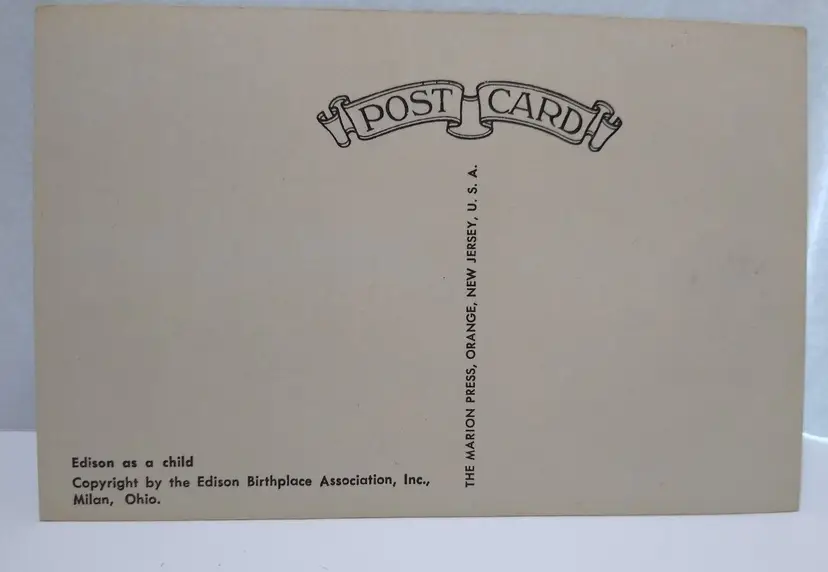 POST CARD
THE MARION PRESS, ORANGE, NEW JERSEY, U. S. A.
Edison as a child
Copyright by the Edison Birthplace Association, Inc.,
Milan, Ohio.